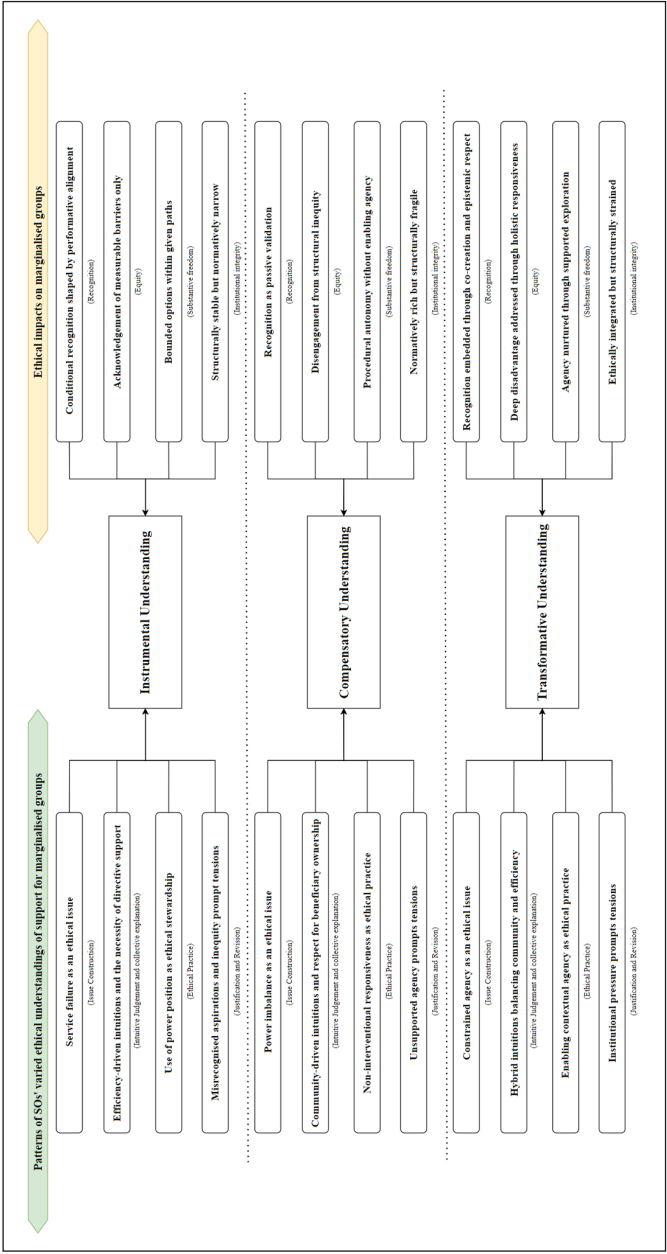 Patterns of SOs' varied ethical understandings of support for marginalised groups
Ethical impacts on marginalised groups
Service failure as an ethical issue
(Issue Construction)
Efficiency-driven intuitions and the necessity of directive support
(Intuitive Judgement and collective explanation)
Use of power position as ethical stewardship
(Ethical Practice)
Misrecognised aspirations and inequity prompt tensions
(Justification and Revision)
Instrumental Understanding
Conditional recognition shaped by performative alignment
(Recognition)
Acknowledgement of measurable barriers only
(Equity)
Bounded options within given paths
(Substantive freedom)
Structurally stable but normatively narrow
(Institutional integrity)
Power imbalance as an ethical issue
(Issue Construction)
Community-driven intuitions and respect for beneficiary ownership
(Intuitive Judgement and collective explanation)
Non-interventional responsiveness as ethical practice
(Ethical Practice)
Unsupported agency prompts tensions
(Justification and Revision)
Compensatory Understanding
Recognition as passive validation
(Recognition)
Disengagement from structural inequity
(Equity)
Procedural autonomy without enabling agency
(Substantive freedom)
Normatively rich but structurally fragile
(Institutional integrity)
Constrained agency as an ethical issue
(Issue Construction)
Hybrid intuitions balancing community and efficiency
(Intuitive Judgement and collective explanation)
Enabling contextual agency as ethical practice
(Ethical Practice)
Institutional pressure prompts tensions
(Justification and Revision)
Transformative Understanding
Recognition embedded through co-creation and epistemic respect
(Recognition)
Deep disadvantage addressed through holistic responsiveness
(Equity)
Agency nurtured through supported exploration
(Substantive freedom)
Ethically integrated but structurally strained
(Institutional integrity)